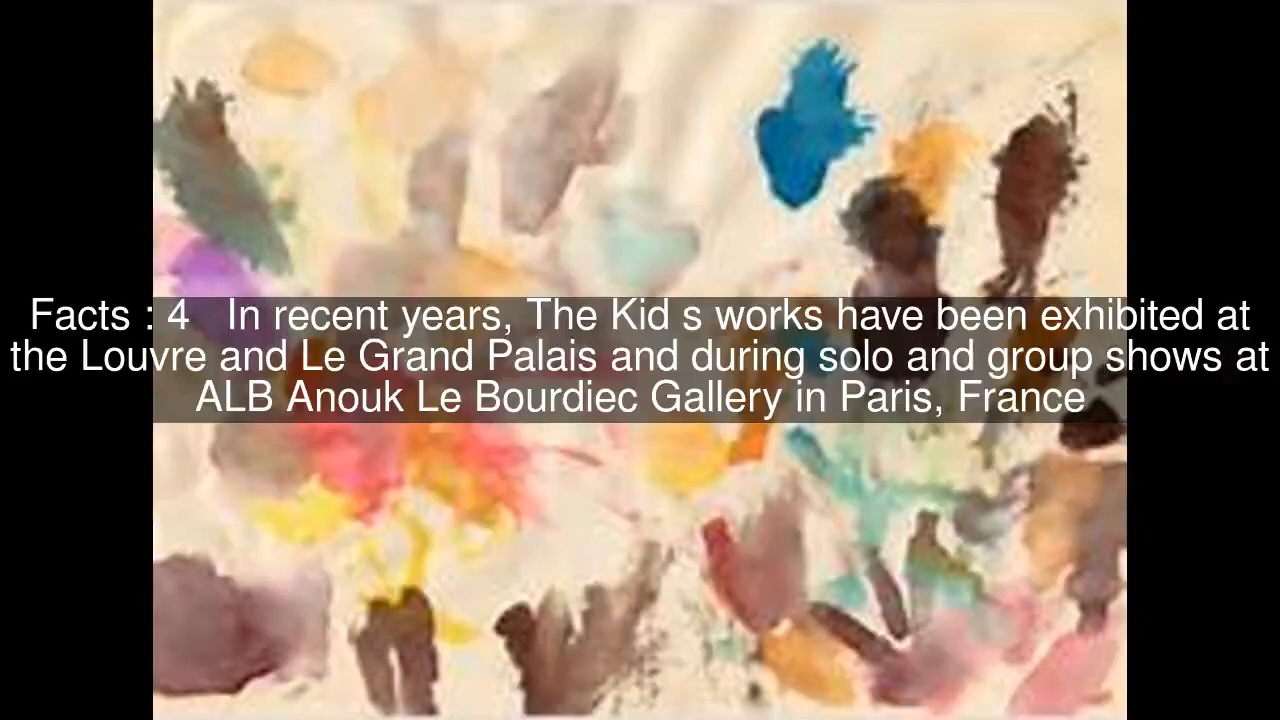 Facts : 4   In recent years, The Kid s works have been exhibited at
the Louvre and Le Grand Palais and during solo and group shows at
ALB Anouk Le Bourdiec Gallery in Paris, France